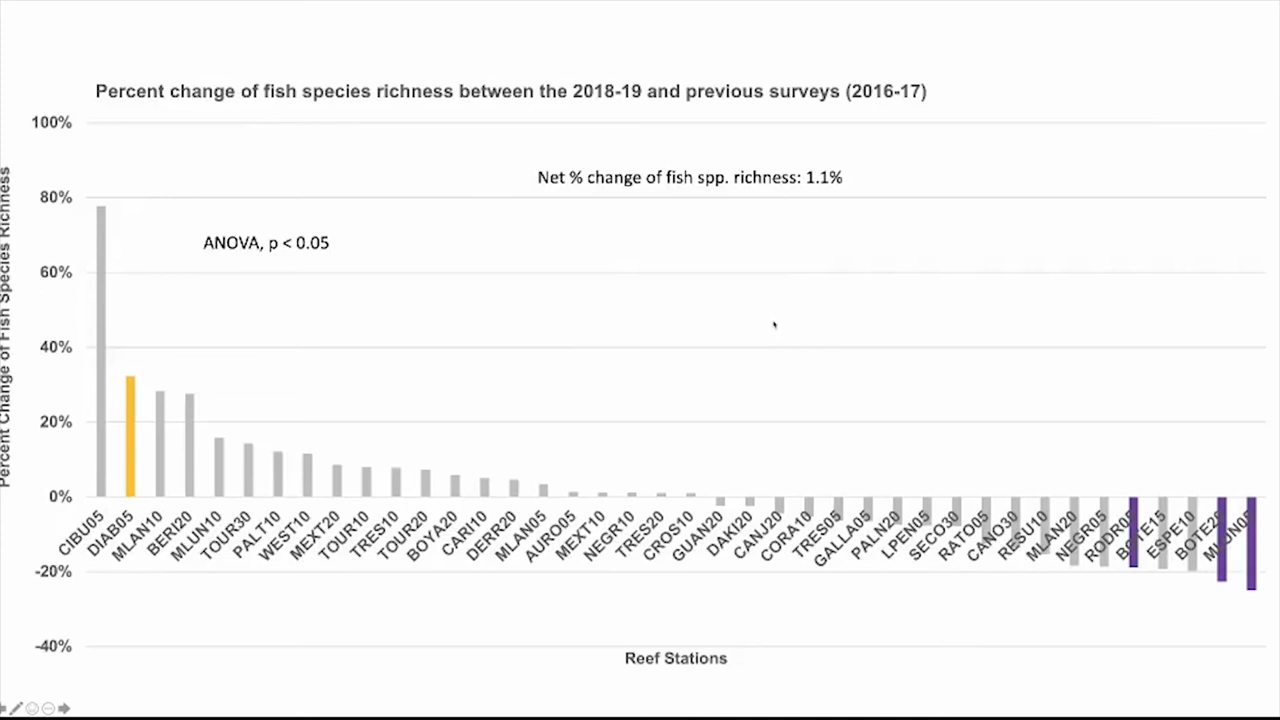 Percent change of fish species richness between the 2018-19 and previous surveys (2016-17)
100%
Net % change of fish spp. richness: 1.1%
80%
ANOVA, p < 0.05
60%
40%
20%
0%
-20%
-40%
Percent Change of Fish Species Richness
CIBU05
DIAB05
MLAN10
BERI20
MLUN10
TOUR30
PALT10
WEST10
MEXT20
TOUR10
TRES10
TOUR20
BOYA20
CARI10
DERR20
MLAN05
AURO05
MEXT10
NEGR10
TRES20
CROS10
GUAN20
DAKI20
CANJ20
CORA10
TRES05
GALLA05
PALN20
LPEN05
SECO30
RATO05
CANO30
RESU10
MLAN20
NEGR05
BOTE15
ESPE10
Reef Stations